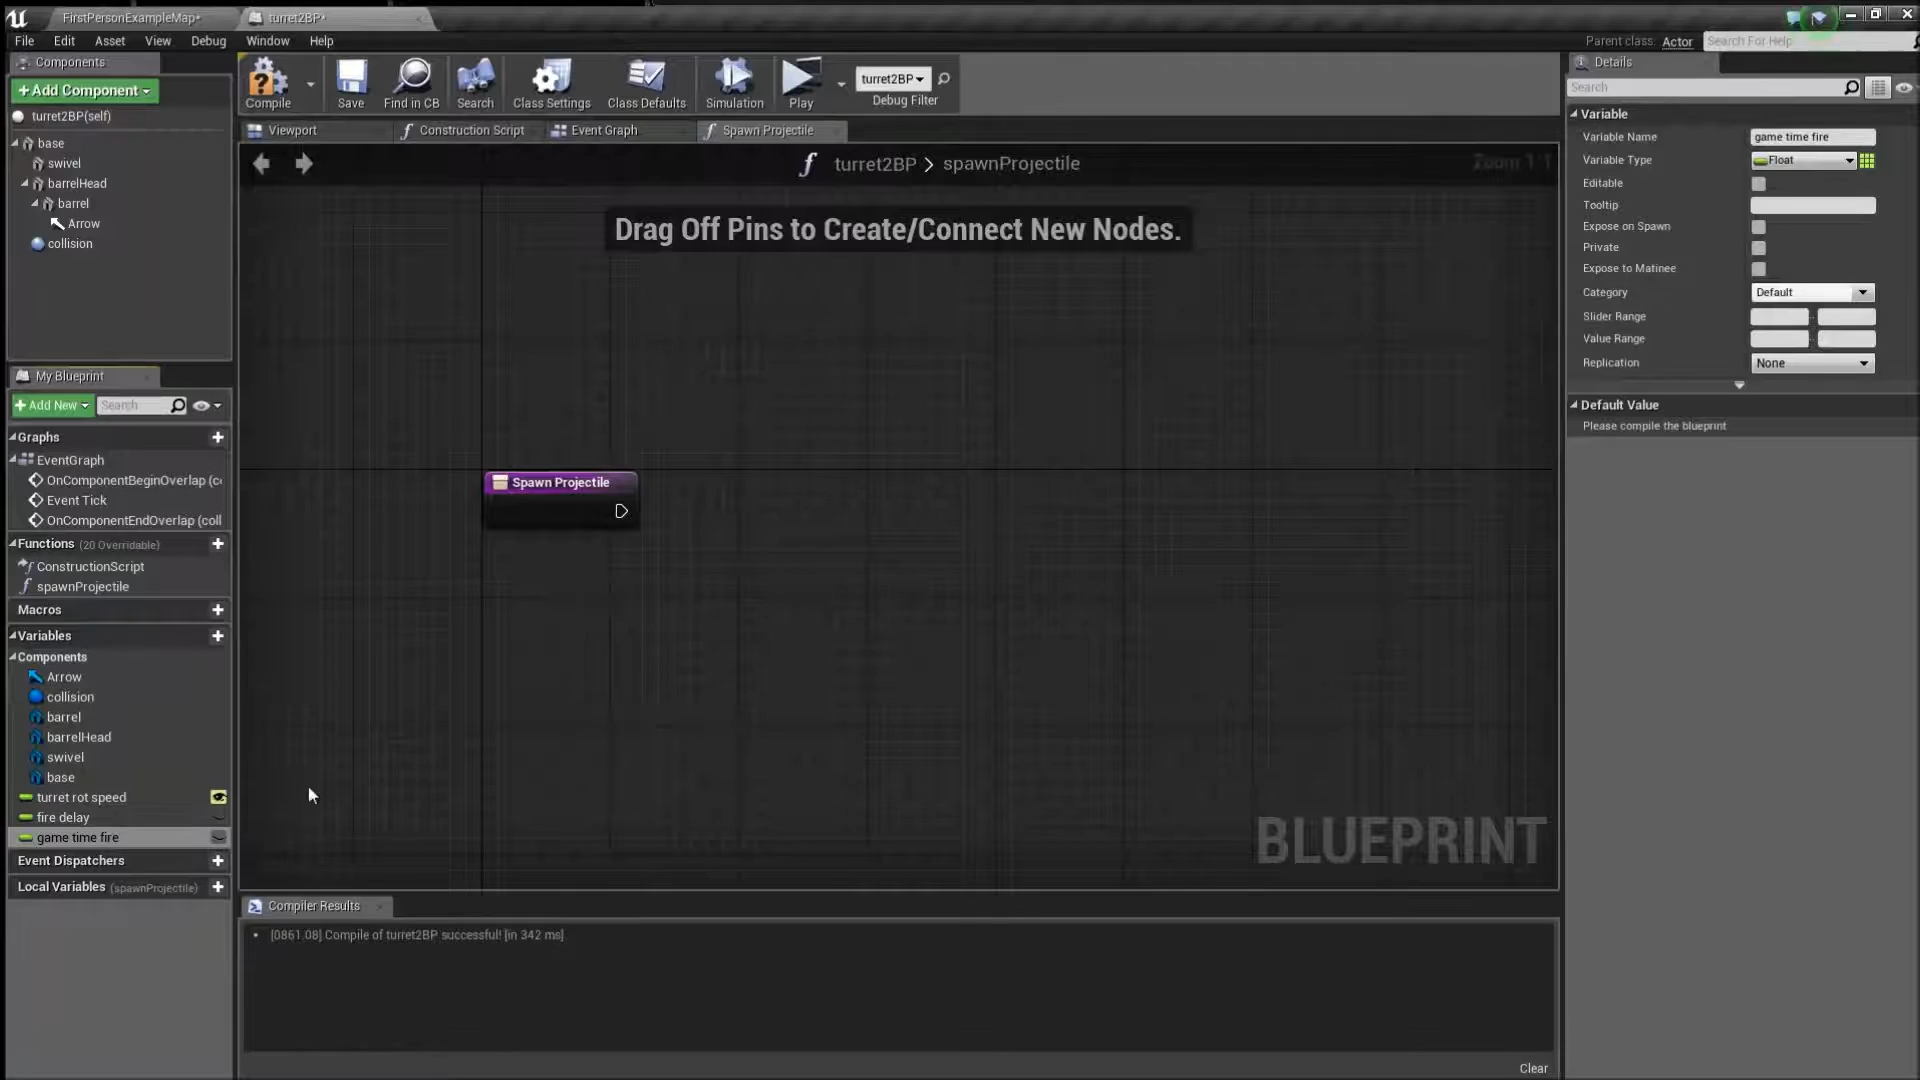 FirstPersonExampleMap*
turret2BP*
File Edit Asset View Debug Window Help
Parent class: Actor Search For Help
Components
+Add Component
turret2BP(self)
base
swivel
barrelHead
barrel
Arrow
collision
Compile
Save
Find in CB
Search
Class Settings
Class Defaults
Simulation
Play
turret2BP
Debug Filter
Viewport
Construction Script
Event Graph
Spawn Projectile
turret2BP > spawnProjectile
Zoom 1:1
Drag Off Pins to Create/Connect New Nodes.
Spawn Projectile
BLUEPRINT
My Blueprint
+Add New
Search
Graphs
EventGraph
OnComponentBeginOverlap (c
Event Tick
OnComponentEndOverlap (coll
Functions (20 Overridable)
ConstructionScript
spawnProjectile
Macros
Variables
Components
Arrow
collision
barrel
barrelHead
swivel
base
turret rot speed
fire delay
game time fire
Event Dispatchers
Local Variables (spawnProjectile)
Compiler Results
[0861.08] Compile of turret2BP successful! [in 342 ms]
Clear
Details
Search
Variable
Variable Name game time fire
Variable Type Float
Editable
Tooltip
Expose on Spawn
Private
Expose to Matinee
Category Default
Slider Range
Value Range
Replication None
Default Value
Please compile the blueprint